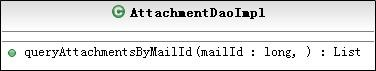 C AttachmentDaoImpl
queryAttachmentsByMailId(mailId : long, ) : List